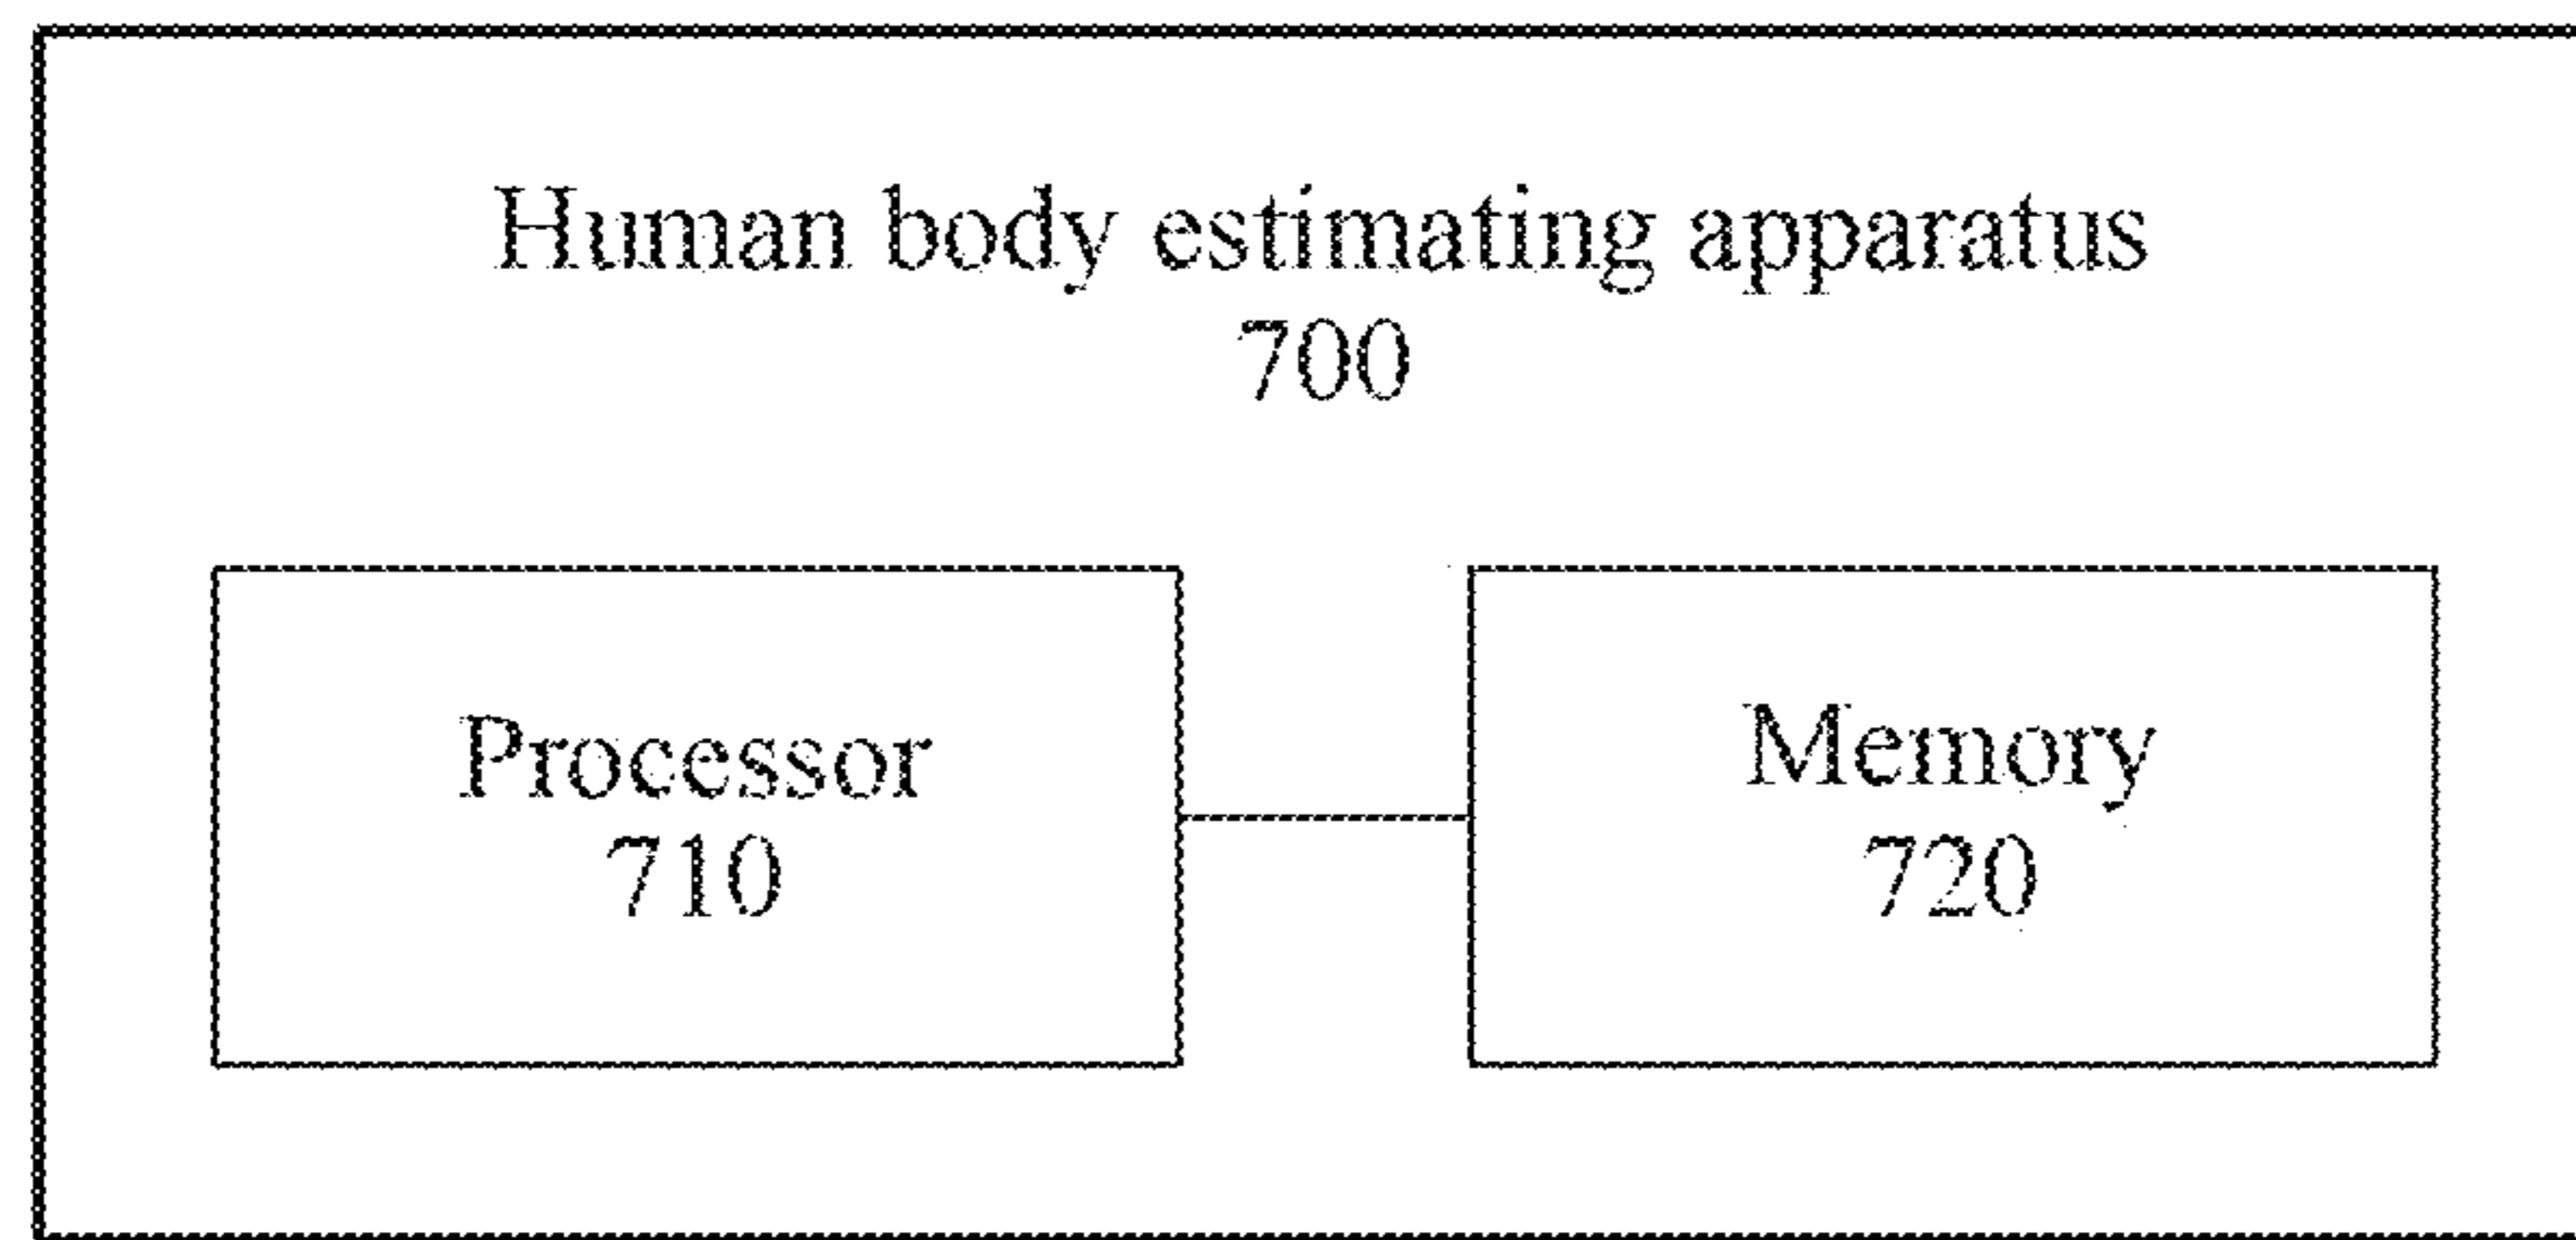 Human body estimating apparatus
700
Processor
710
Memory
720